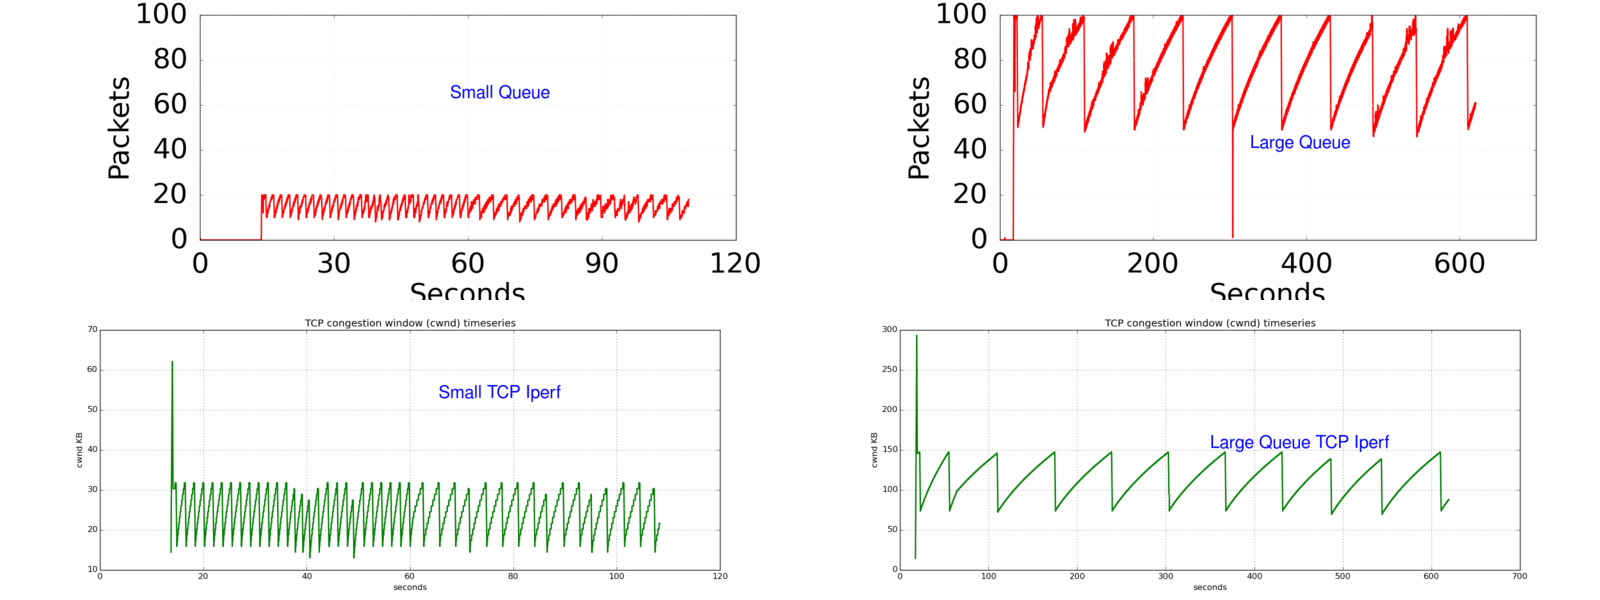 100
80
60
40
20
0
Packets
Small Queue
0 30 60 90 120
Seconds
100
80
60
40
20
0
Packets
Large Queue
0 200 400 600
Seconds
TCP congestion window (cwnd) timeseries
70
60
50
40
30
20
10
cwnd KB
Small TCP Iperf
0 20 40 60 80 100 120
seconds
TCP congestion window (cwnd) timeseries
300
250
200
150
100
50
0
cwnd KB
Large Queue TCP Iperf
0 100 200 300 400 500 600 700
seconds